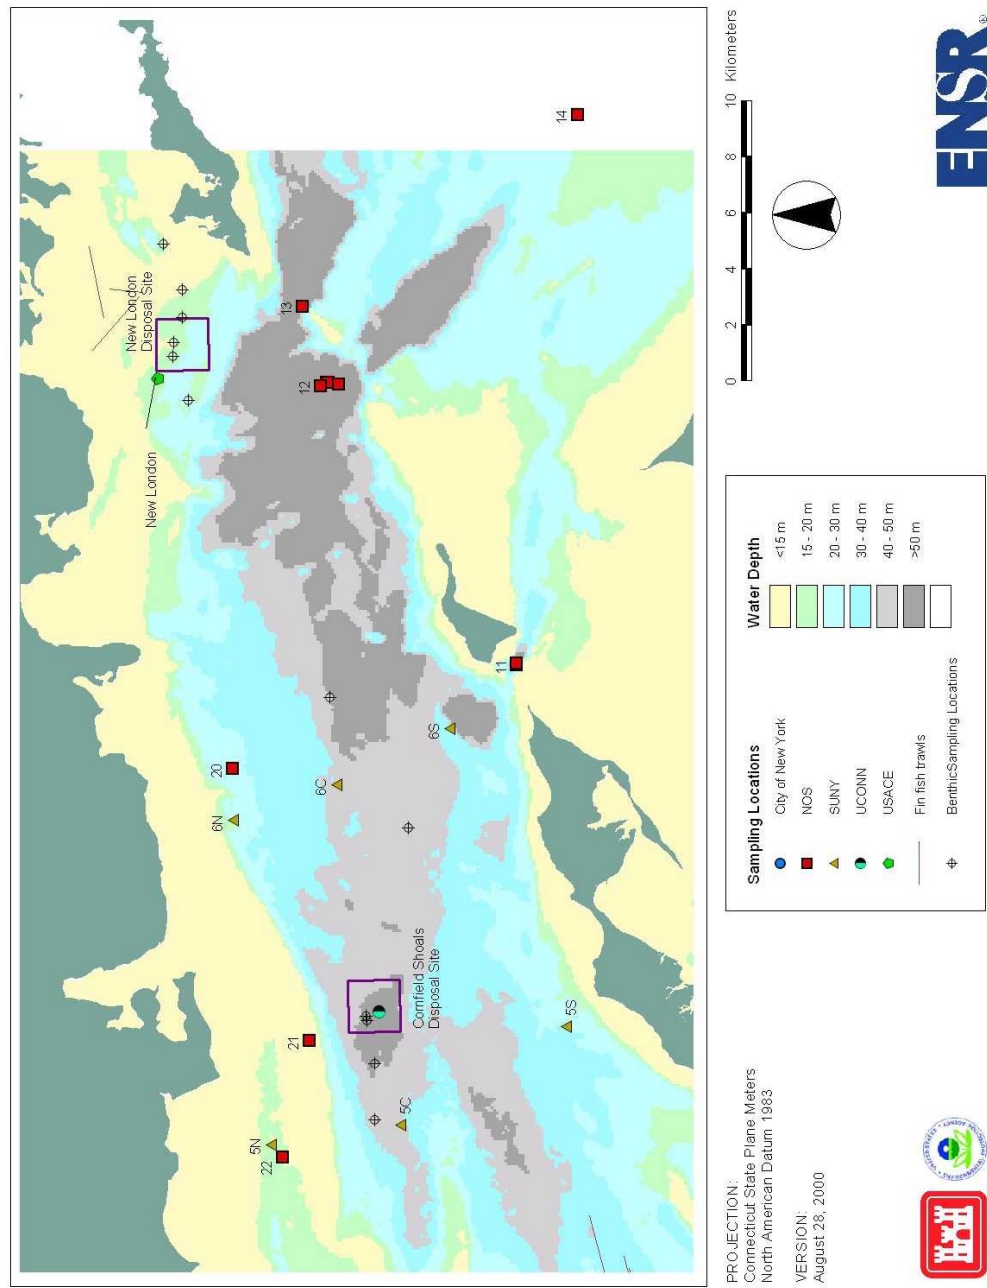 14
13
New London
Disposal Site
12
New London
11
6S
20
6C
6N
Cornfield Shoals
Disposal Site
5S
21
5C
5N
22
0 2 4 6 8 10 Kilometers
Sampling Locations
City of New York
NOS
SUNY
UCONN
USACE
Fin fish trawls
BenthicSampling Locations
Water Depth
<15 m
15 - 20 m
20 - 30 m
30 - 40 m
40 - 50 m
>50 m
PROJECTION:
Connecticut State Plane Meters
North American Datum 1983
VERSION:
August 28, 2000
ENSR®